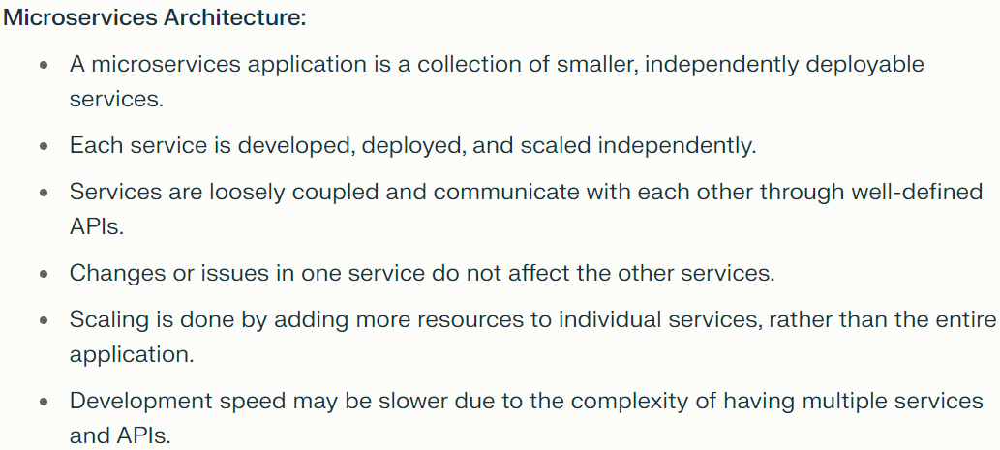 Microservices Architecture:
• A microservices application is a collection of smaller, independently deployable
services.
• Each service is developed, deployed, and scaled independently.
• Services are loosely coupled and communicate with each other through well-defined
APIs.
• Changes or issues in one service do not affect the other services.
• Scaling is done by adding more resources to individual services, rather than the entire
application.
• Development speed may be slower due to the complexity of having multiple services
and APIs.